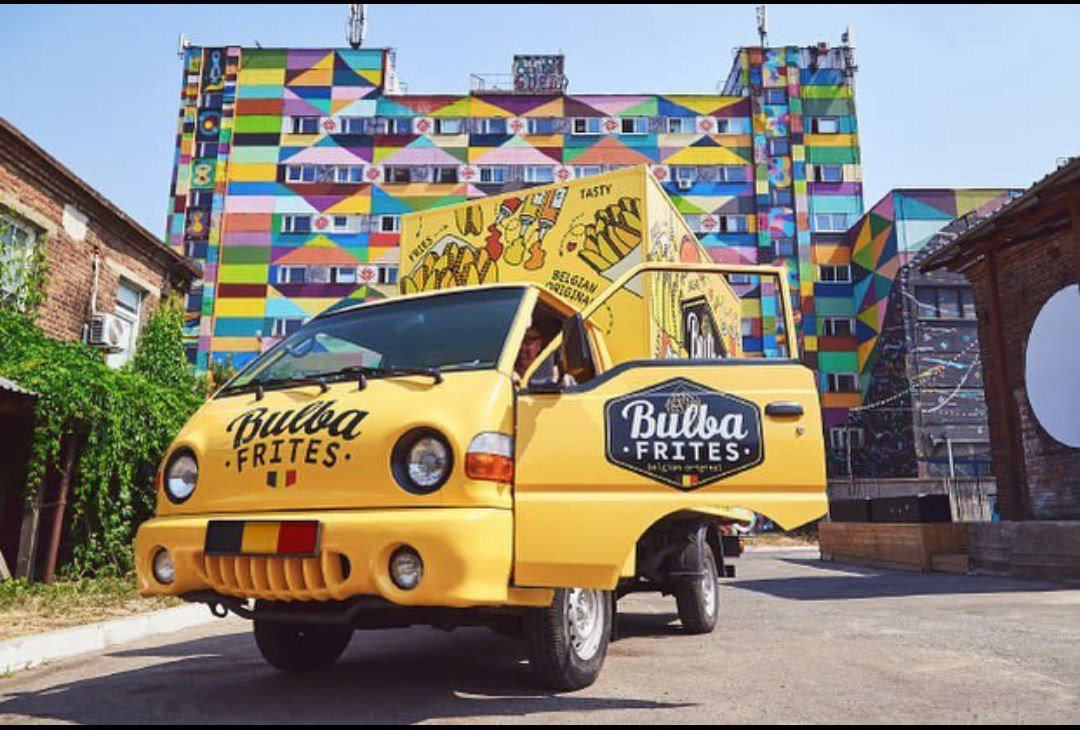 TASTY
FRIES
BELGIAN
ORIGINAL
Bulba
·FRITES·
Bulba
·FRITES·
belgian original